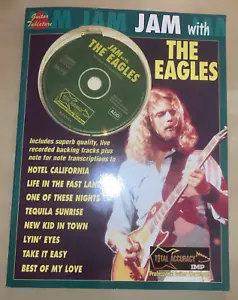 Guitar
Tablature
JAM JAM JAM with
THE EAGLES
JAM with
THE EAGLES
Includes superb quality, live
recorded backing tracks plus
note for note transcriptions to
HOTEL CALIFORNIA
LIFE IN THE FAST LANE
ONE OF THESE NIGHTS
TEQUILA SUNRISE
NEW KID IN TOWN
LYIN' EYES
TAKE IT EASY
BEST OF MY LOVE
TOTAL ACCURACY
IMP